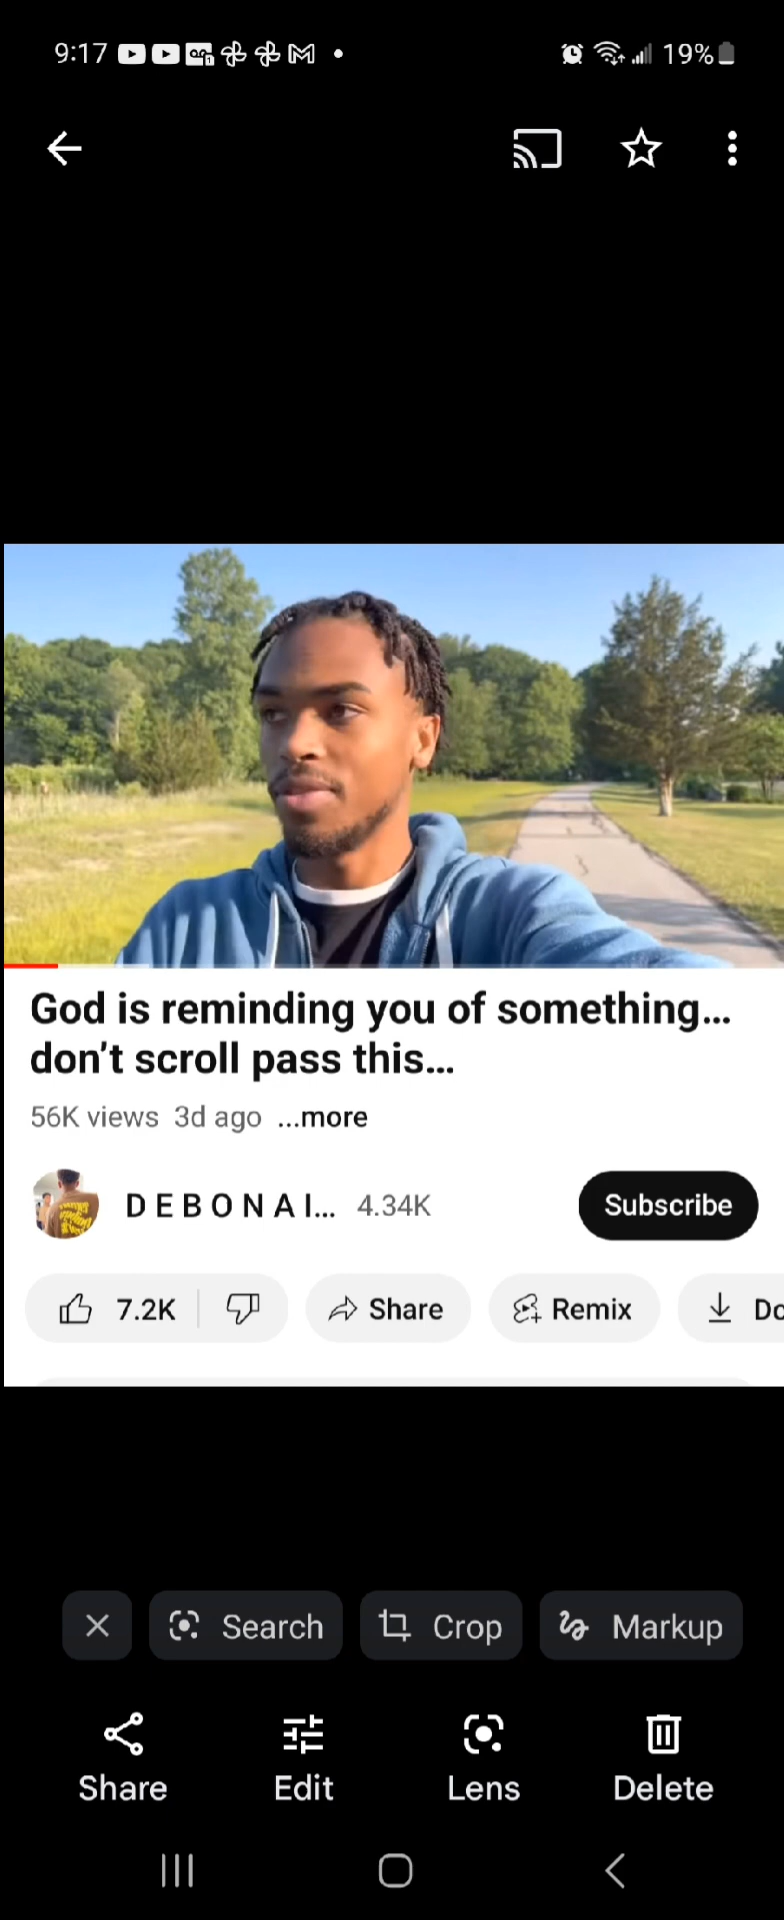 9:17
19%
God is reminding you of something...
don't scroll pass this...
56K views 3d ago ...more
D E B O N A I... 4.34K
Subscribe
7.2K
Share
Remix
Do
Search
Crop
Markup
Share
Edit
Lens
Delete